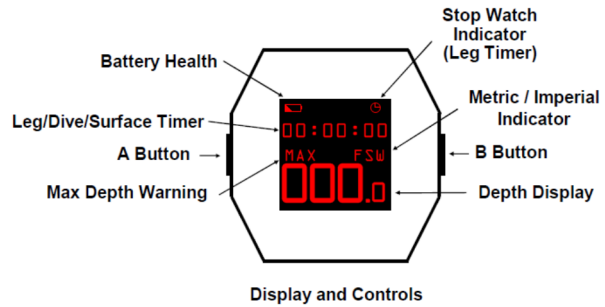 Stop Watch
Indicator
(Leg Timer)
Battery Health
Metric / Imperial
Indicator
Leg/Dive/Surface Timer
00:00:00
A Button
MAX FSW
B Button
Max Depth Warning
000.0
Depth Display
Display and Controls